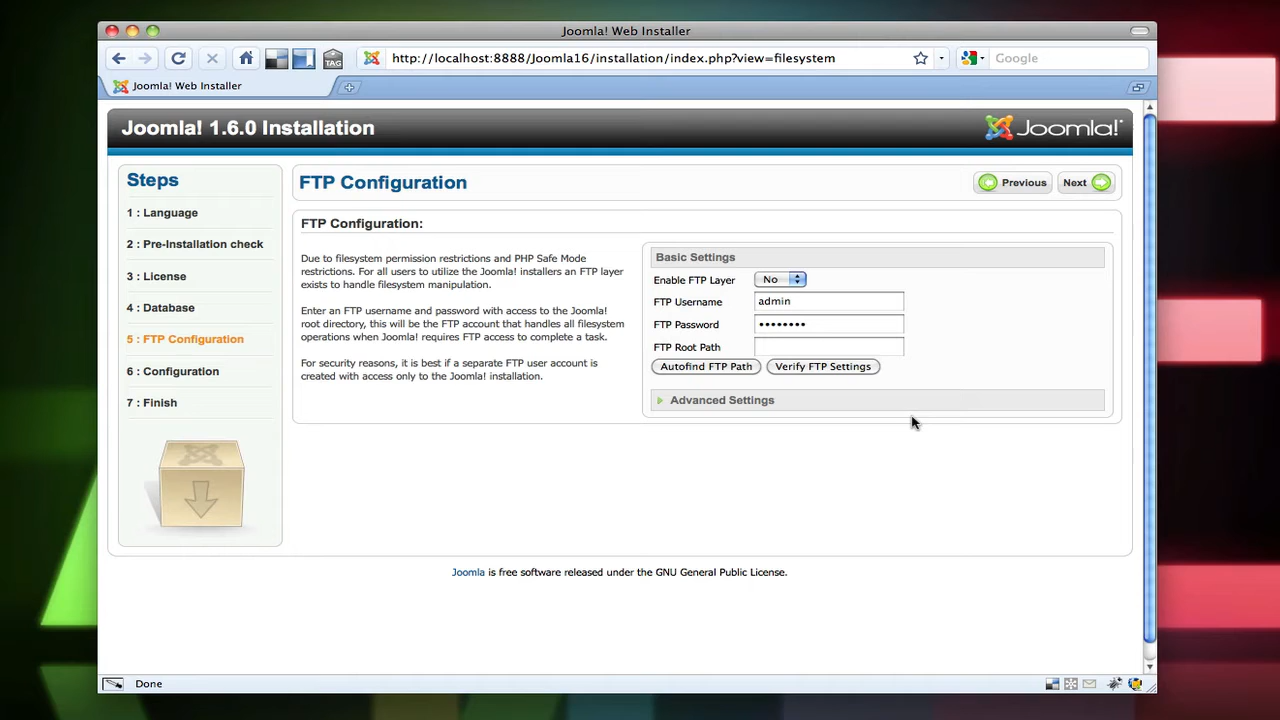 Joomla! Web Installer
TAG
http://localhost:8888/Joomla16/installation/index.php?view=filesystem
Google
Joomla! Web Installer
Joomla! 1.6.0 Installation
Joomla!
Steps
1 : Language
2 : Pre-Installation check
3 : License
4 : Database
5 : FTP Configuration
6 : Configuration
7 : Finish
FTP Configuration
Previous
Next
FTP Configuration:
Due to filesystem permission restrictions and PHP Safe Mode
restrictions. For all users to utilize the Joomla! installers an FTP layer
exists to handle filesystem manipulation.
Enter an FTP username and password with access to the Joomla!
root directory, this will be the FTP account that handles all filesystem
operations when Joomla! requires FTP access to complete a task.
For security reasons, it is best if a separate FTP user account is
created with access only to the Joomla! installation.
Basic Settings
Enable FTP Layer No
FTP Username admin
FTP Password ••••••••
FTP Root Path
Autofind FTP Path Verify FTP Settings
Advanced Settings
Joomla is free software released under the GNU General Public License.
Done